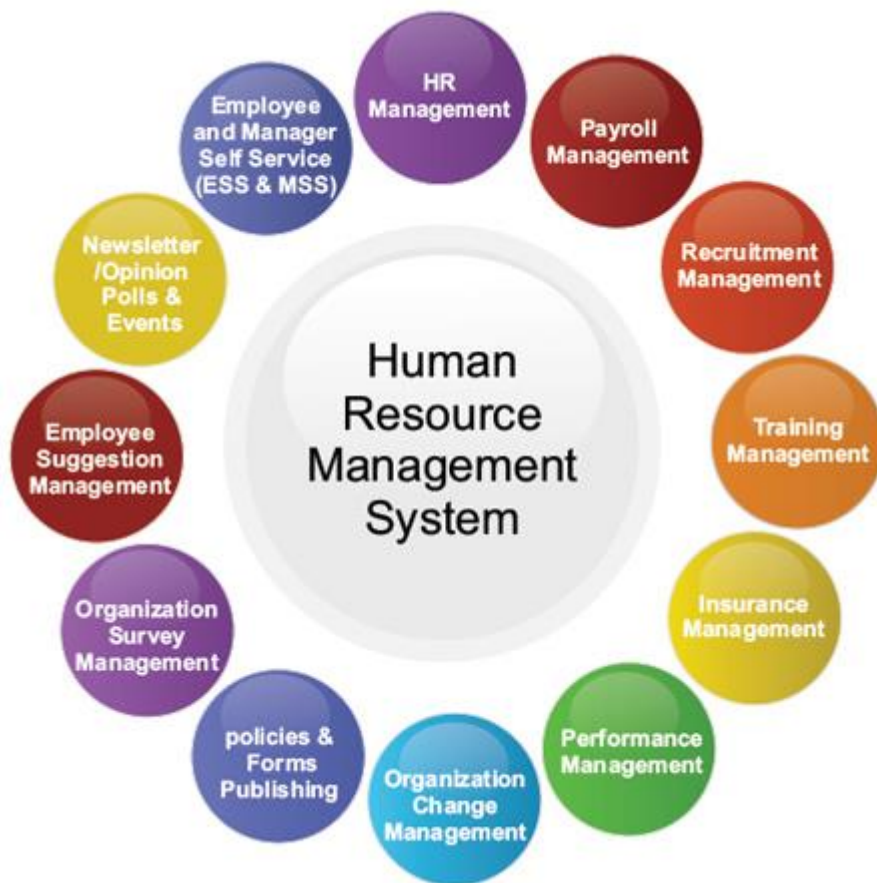 HR
Management
Payroll
Management
Recruitment
Management
Training
Management
Insurance
Management
Performance
Management
Organization
Change
Management
policies &
Forms
Publishing
Organization
Survey
Management
Employee
Suggestion
Management
Newsletter
/Opinion
Polls &
Events
Employee
and Manager
Self Service
(ESS & MSS)
Human
Resource
Management
System